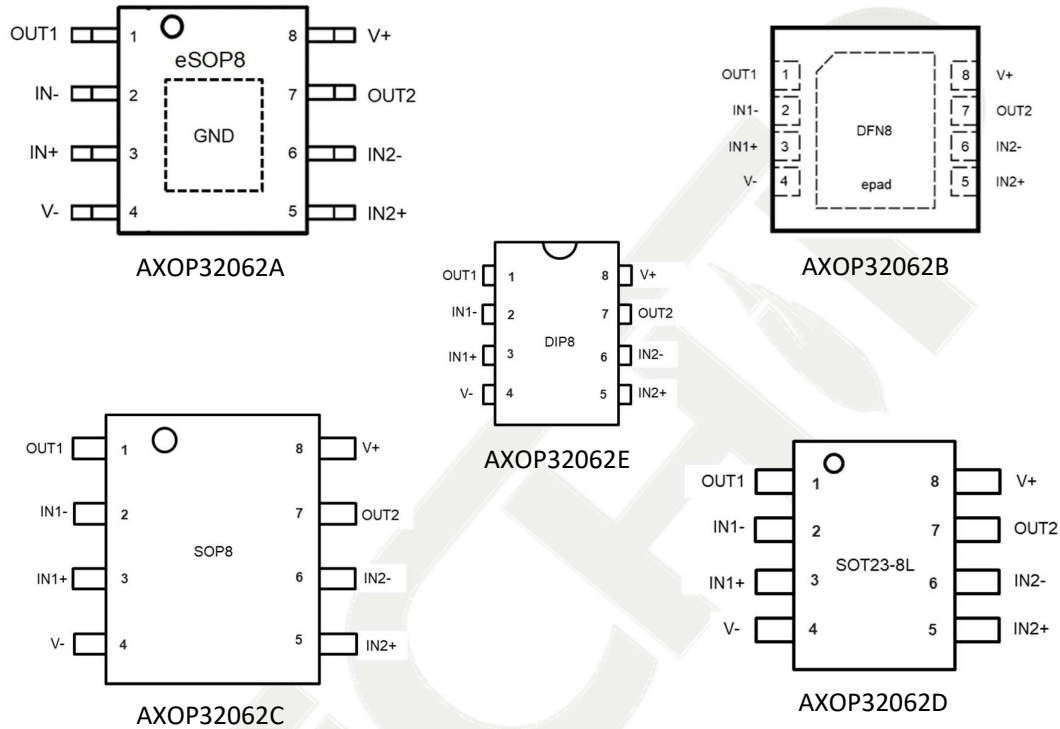 OUT1 1 8 V+
eSOP8
IN- 2 7 OUT2
GND
IN+ 3 6 IN2-
V- 4 5 IN2+
AXOP32062A
OUT1 1 8 V+
IN1- 2 7 OUT2
DFN8
IN1+ 3 6 IN2-
V- 4 5 IN2+
epad
AXOP32062B
OUT1 1 8 V+
IN1- 2 7 OUT2
DIP8
IN1+ 3 6 IN2-
V- 4 5 IN2+
AXOP32062E
OUT1 1 8 V+
IN1- 2 7 OUT2
SOP8
IN1+ 3 6 IN2-
V- 4 5 IN2+
AXOP32062C
OUT1 1 8 V+
IN1- 2 7 OUT2
SOT23-8L
IN1+ 3 6 IN2-
V- 4 5 IN2+
AXOP32062D